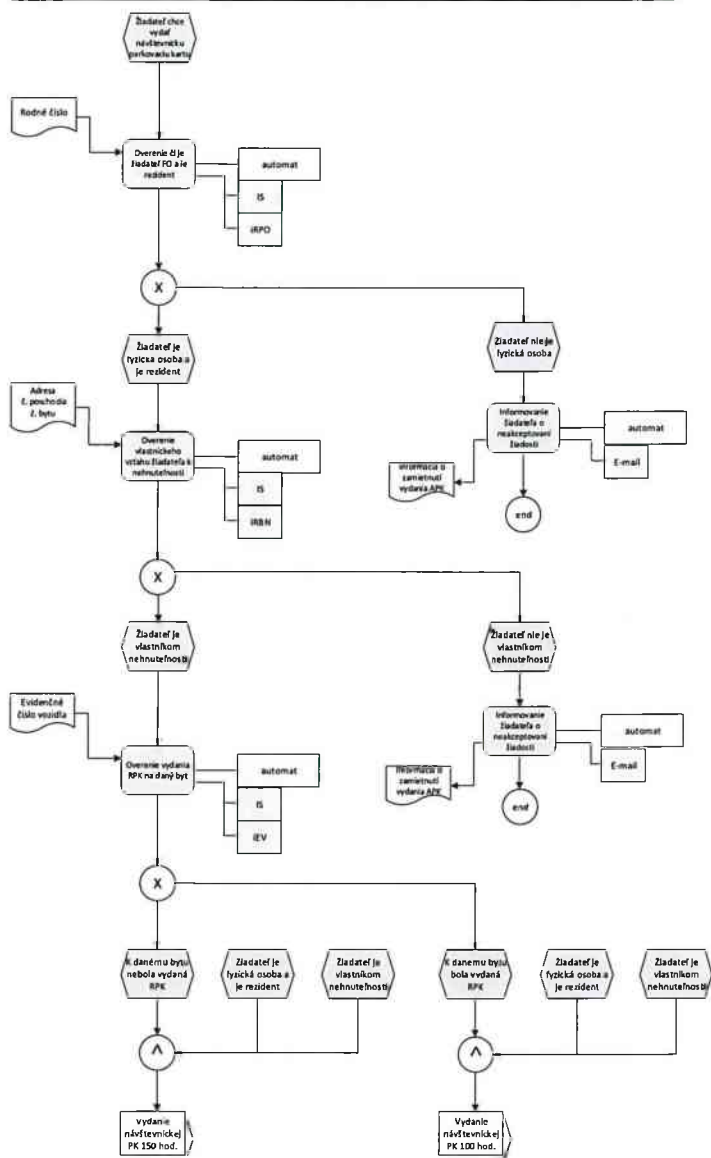 Žiadateľ chce
vydať
návštevnícku
parkovaciu kartu
Rodné číslo
Overenie či je
žiadateľ FO a je
rezident
automat
IS
iRPO
X
Žiadateľ je
fyzická osoba a
je rezident
Žiadateľ nie je
fyzická osoba
Adresa
č. poschodia
č. bytu
Overenie
vlastníckeho
vzťahu žiadateľa k
nehnuteľnosti
automat
IS
iRBN
Informovanie
žiadateľa o
neakceptovaní
žiadosti
automat
E-mail
Informácia o
zamietnutí
vydania APK
end
X
Žiadateľ je
vlastníkom
nehnuteľnosti
Žiadateľ nie je
vlastníkom
nehnuteľnosti
Evidenčné
číslo vozidla
Overenie vydania
RPK na daný byt
automat
IS
iEV
Informovanie
žiadateľa o
neakceptovaní
žiadosti
automat
E-mail
Informácia o
zamietnutí
vydania APK
end
X
K danému bytu
nebola vydaná
RPK
Žiadateľ je
fyzická osoba a
je rezident
Žiadateľ je
vlastníkom
nehnuteľnosti
K danemu bytu
bola vydaná
RPK
Žiadateľ je
fyzická osoba a
je rezident
Žiadateľ je
vlastníkom
nehnuteľnosti
^
^
Vydanie
návštevníckej
PK 150 hod.
Vydanie
návštevníckej
PK 100 hod.